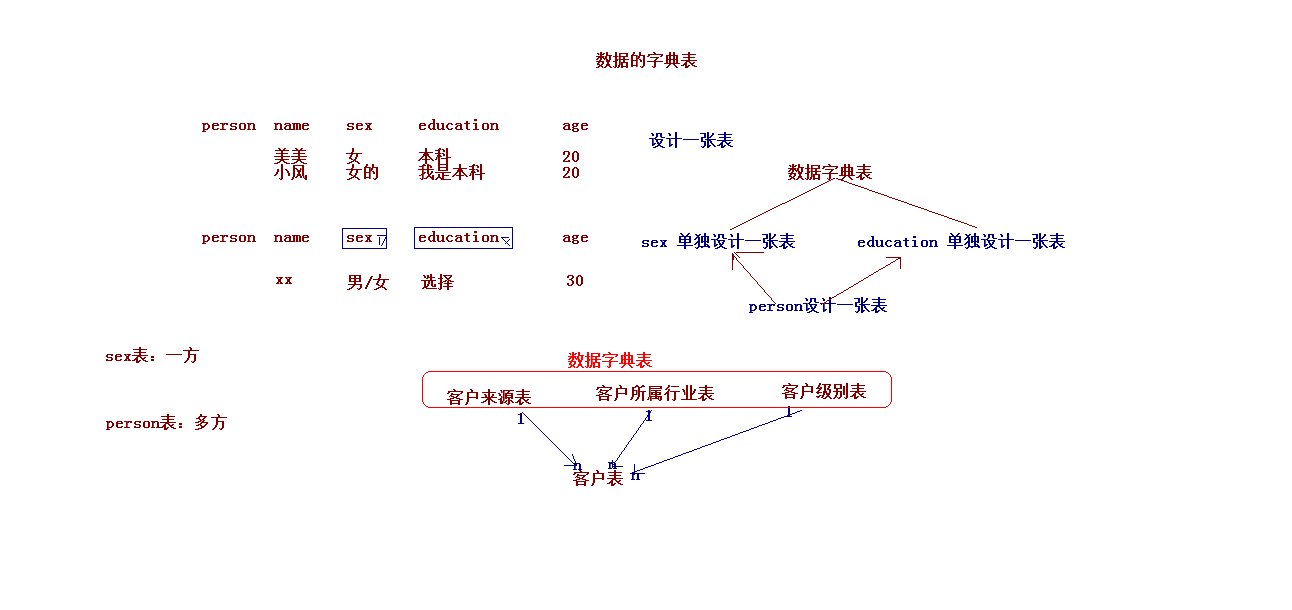 数据的字典表
person name sex education age
设计一张表
美美 女 本科 20
小风 女的 我是本科 20
数据字典表
person name sex education age
sex 单独设计一张表 education 单独设计一张表
xx 男/女 选择 30
person设计一张表
sex表：一方
数据字典表
客户来源表 客户所属行业表 客户级别表
1 1 1
person表：多方
n n n
客户表